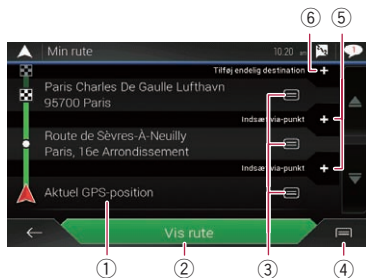 ⑥ ⑤
Min rute 10:20 am 1
Tilføj endelig destination
Paris Charles De Gaulle Lufthavn
95700 Paris
Indsæt via-punkt
Route de Sèvres-À-Neuilly
Paris, 16e Arrondissement
Indsæt via-punkt
Aktuel GPS-position
Vis rute
① ② ③ ④